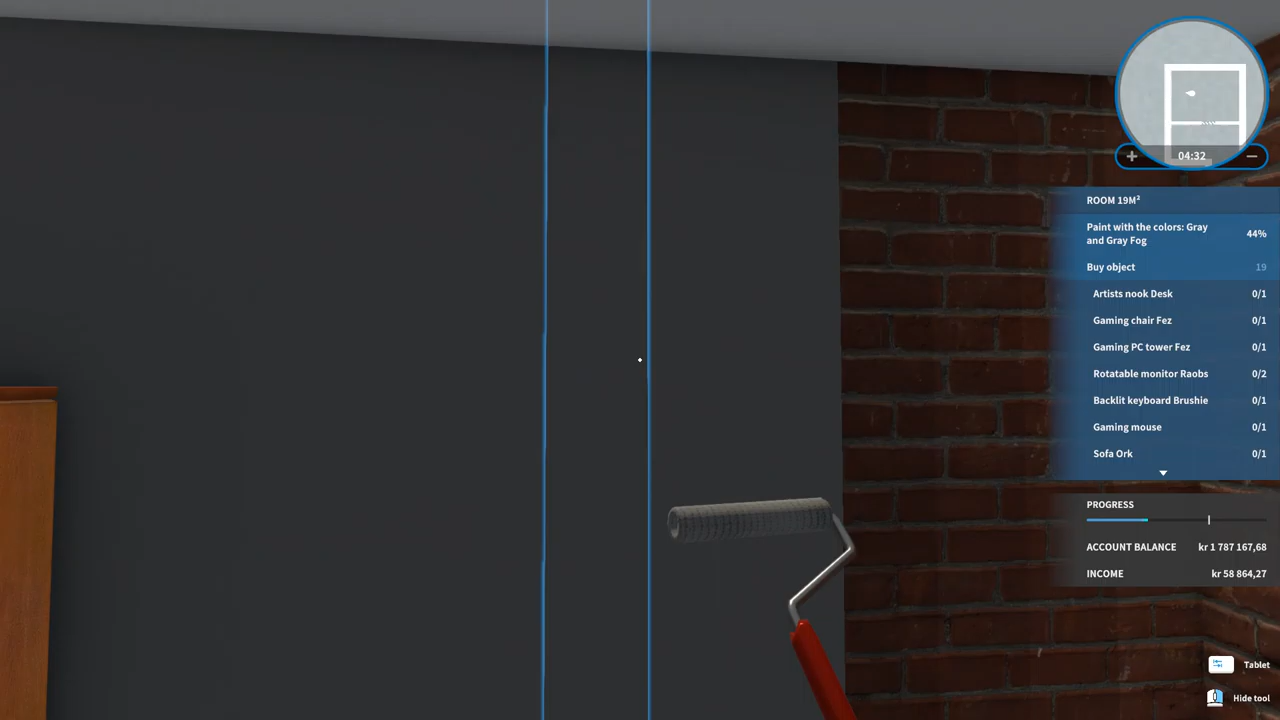 04:32
ROOM 19M²
Paint with the colors: Gray
and Gray Fog 44%
Buy object 19
Artists nook Desk 0/1
Gaming chair Fez 0/1
Gaming PC tower Fez 0/1
Rotatable monitor Raobs 0/2
Backlit keyboard Brushie 0/1
Gaming mouse 0/1
Sofa Ork 0/1
PROGRESS
ACCOUNT BALANCE kr 1 787 167,68
INCOME kr 58 864,27
Tablet
Hide tool